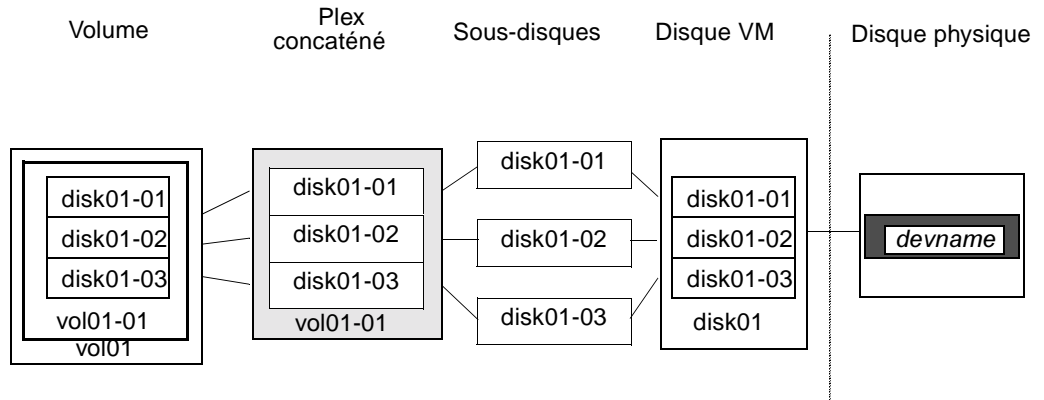 Volume
Plex
concaténé
Sous-disques
Disque VM
Disque physique
disk01-01
disk01-02
disk01-03
vol01-01
vol01
disk01-01
disk01-02
disk01-03
vol01-01
disk01-01
disk01-02
disk01-03
disk01-01
disk01-02
disk01-03
disk01
devname